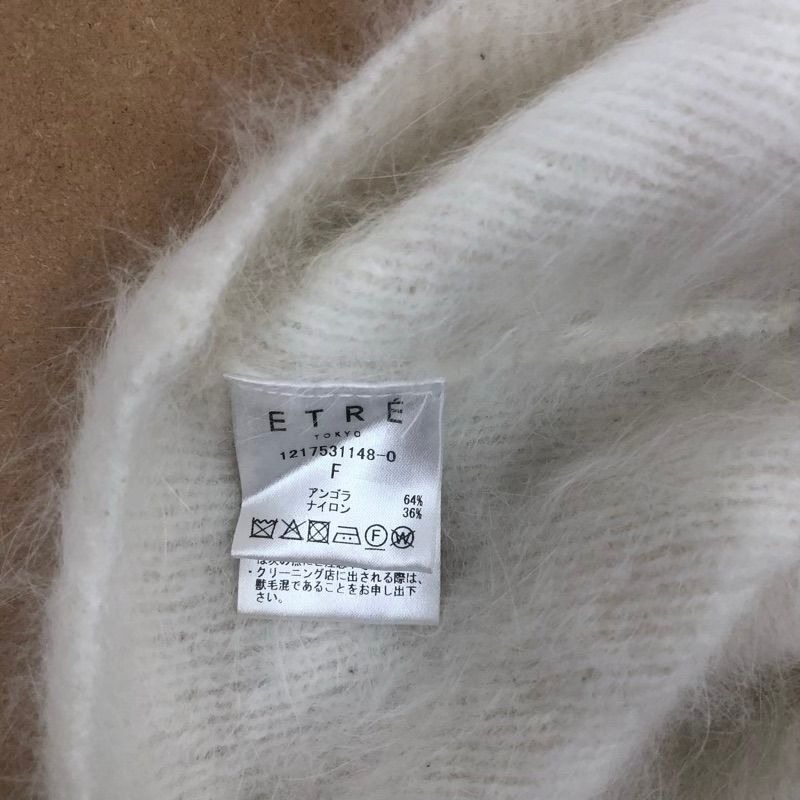 ETRÉ
TOKYO
1217531148-0
F
アンゴラ 64%
ナイロン 36%
F W
・クリーニング店に出される際は、
獣毛混であることをお申し出下
さい。